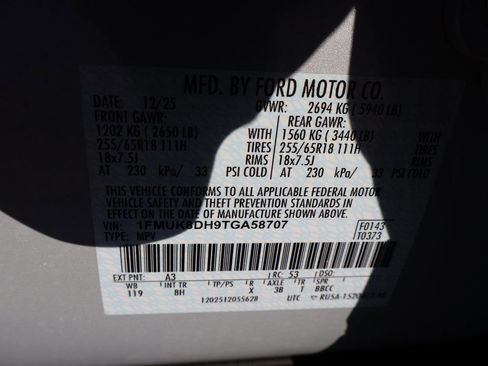 MFD. BY FORD MOTOR CO.
DATE: 12/25 GVWR: 2694 KG ( 5940 LB)
FRONT GAWR: REAR GAWR:
1202 KG ( 2650 LB) WITH 1560 KG ( 3440 LB) WITH
255/65R18 111H TIRES 255/65R18 111H TIRES
18x7.5J RIMS 18x7.5J RIMS
AT 230 kPa/ 33 PSI COLD AT 230 kPa/ 33 PSI COLD
THIS VEHICLE CONFORMS TO ALL APPLICABLE FEDERAL MOTOR
VEHICLE SAFETY AND THEFT PREVENTION STANDARDS IN
EFFECT ON THE DATE OF MANUFACTURE SHOWN ABOVE.
VIN: 1FMUK8DH9TGA58707 F0143
TYPE: MPV T0373
EXT PNT: A3 RC: 53 DSO:
WB INT TR TP/PS R AXLE TR SPR
119 8H X 3B T BBCC
1202512055628 UTC